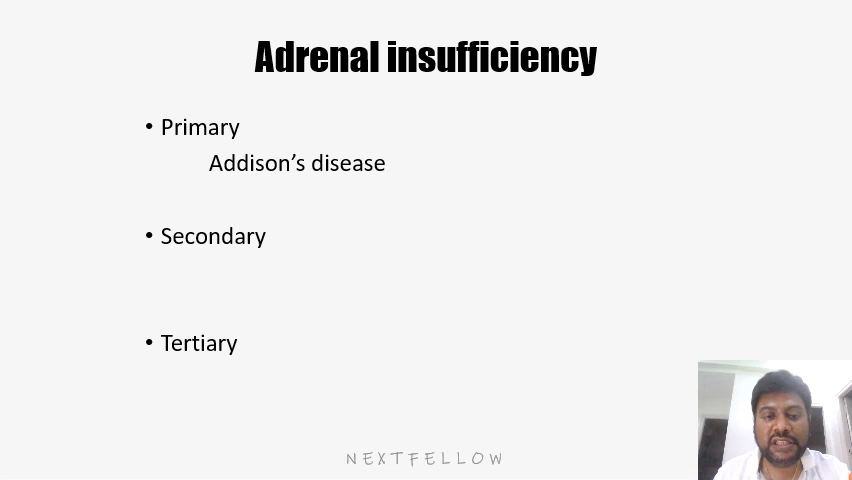 Adrenal insufficiency
• Primary
Addison’s disease
• Secondary
• Tertiary
NEXTFELLOW